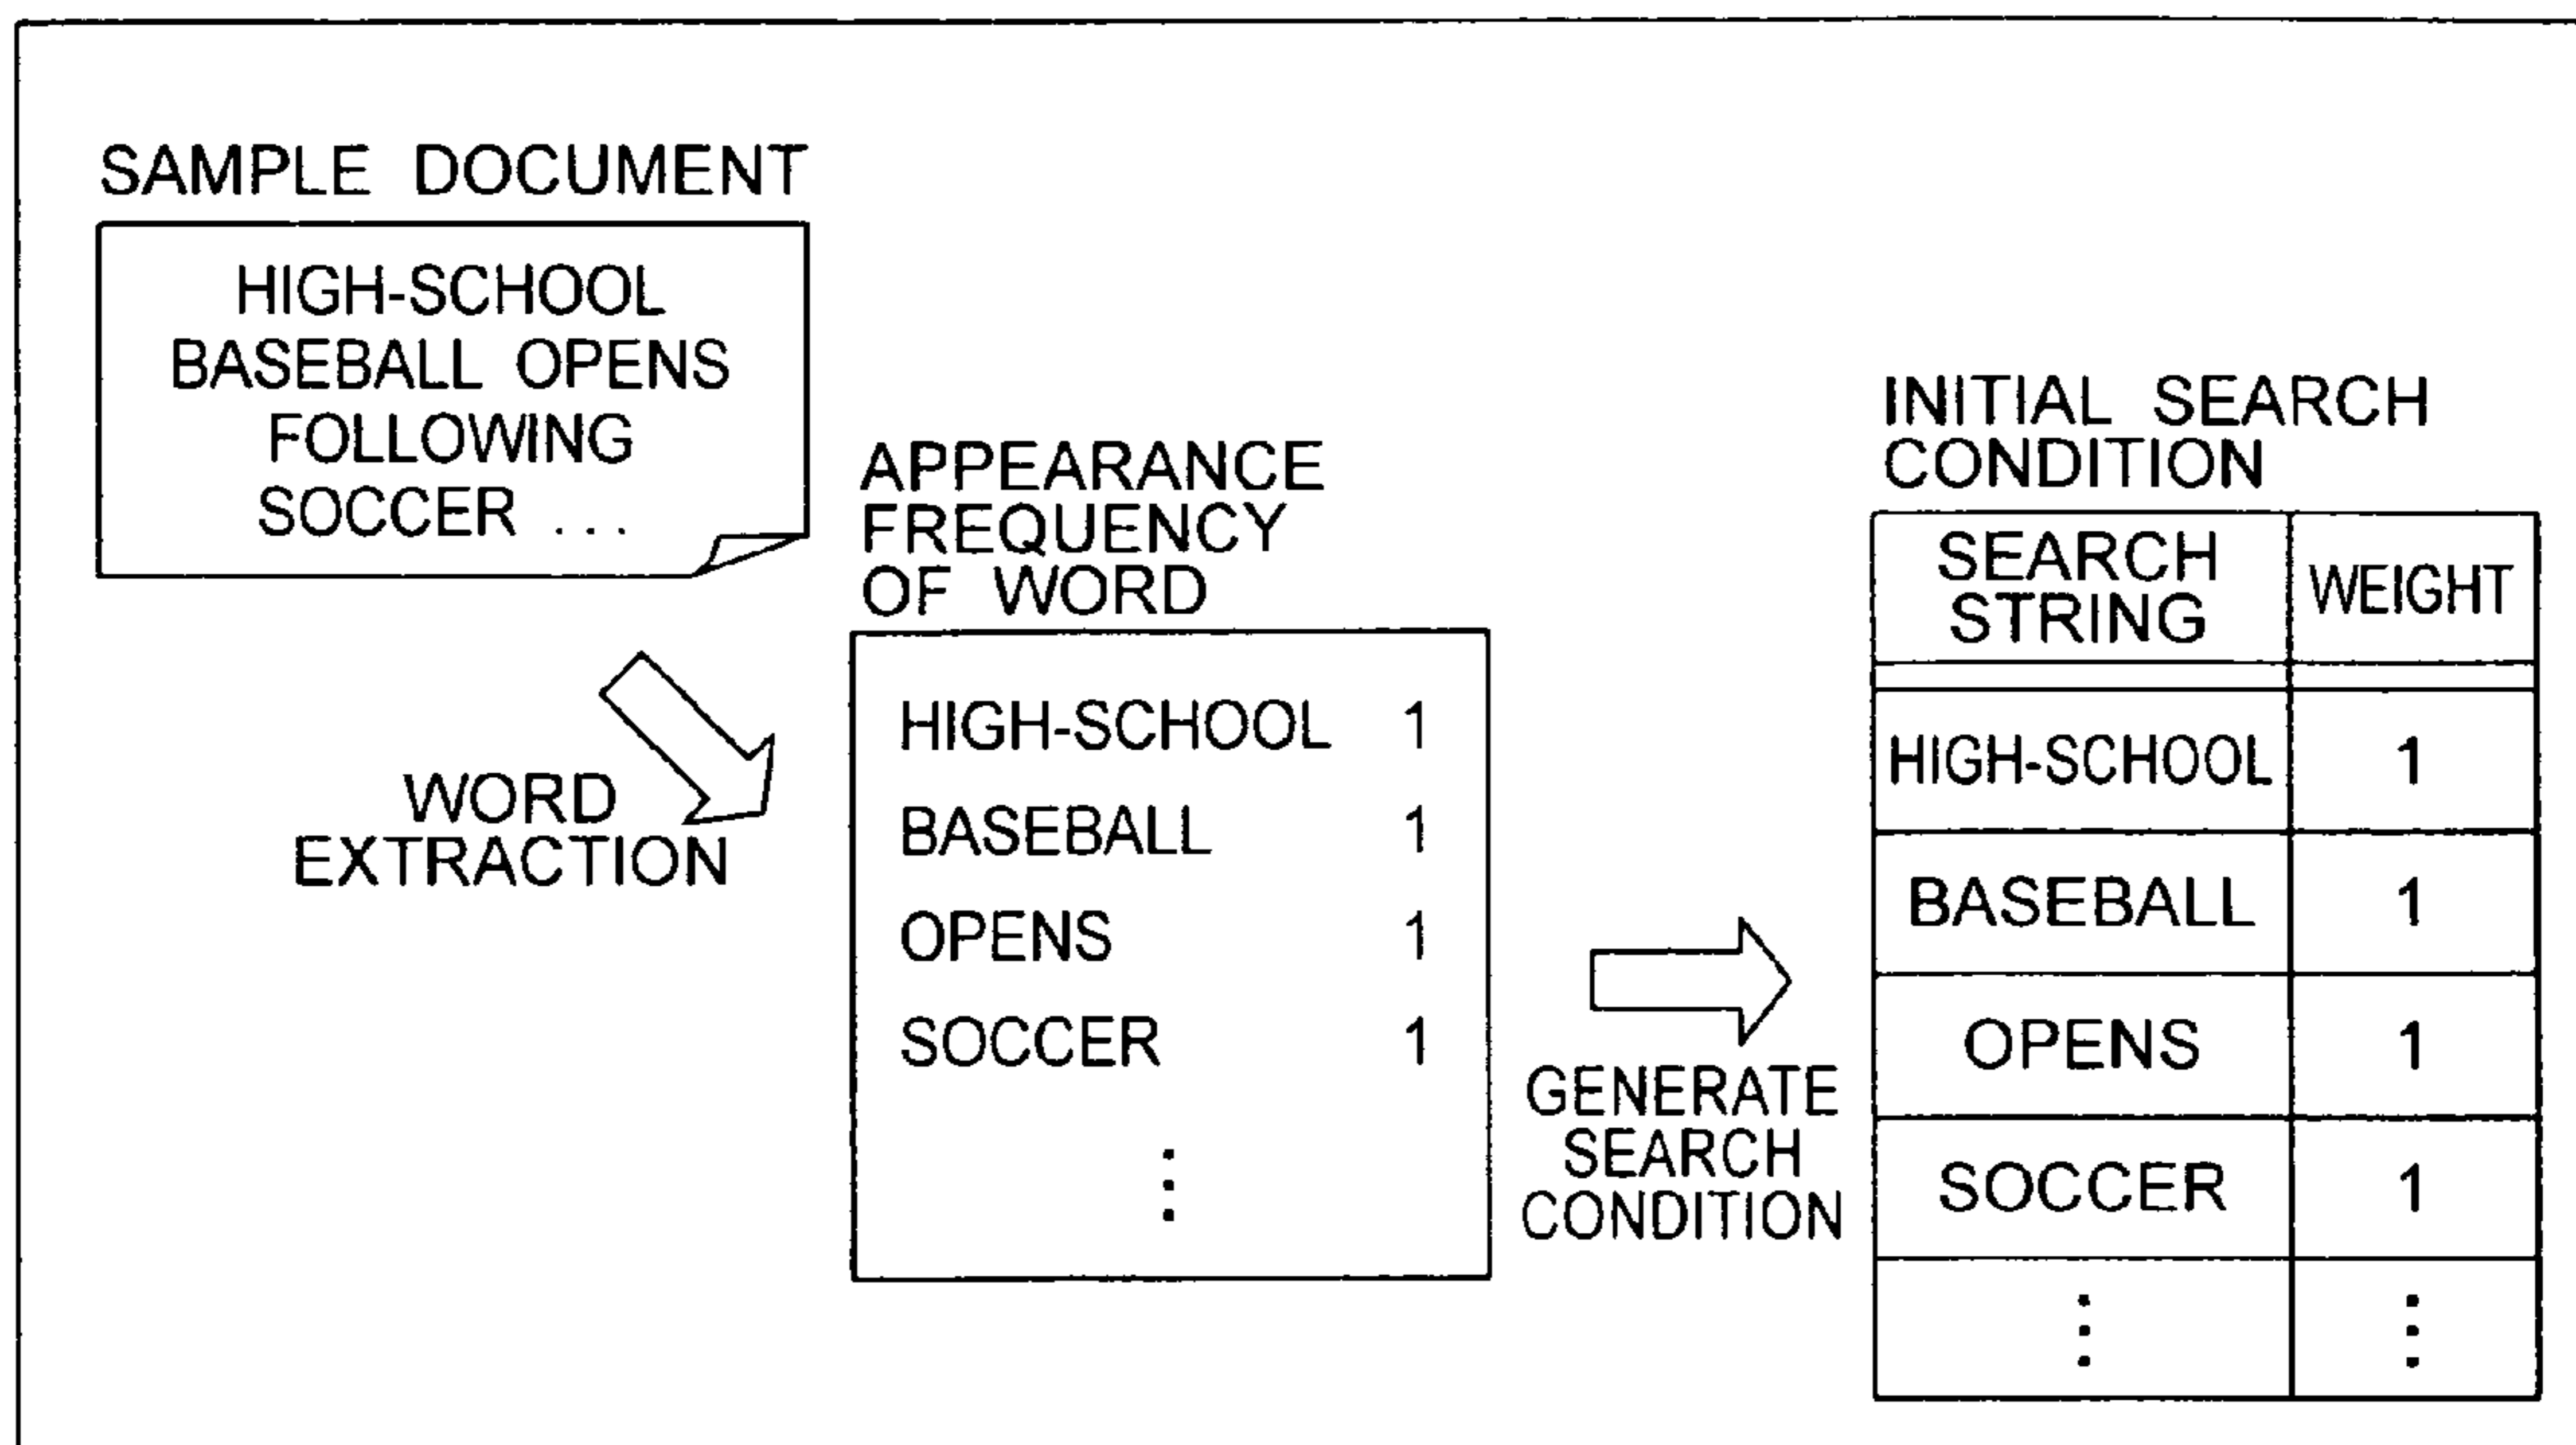 SAMPLE DOCUMENT
HIGH-SCHOOL
BASEBALL OPENS
FOLLOWING
SOCCER ...
WORD
EXTRACTION
APPEARANCE
FREQUENCY
OF WORD
HIGH-SCHOOL 1
BASEBALL 1
OPENS 1
SOCCER 1
⋮
GENERATE
SEARCH
CONDITION
INITIAL SEARCH
CONDITION
SEARCH
STRING
WEIGHT
HIGH-SCHOOL 1
BASEBALL 1
OPENS 1
SOCCER 1
⋮ ⋮